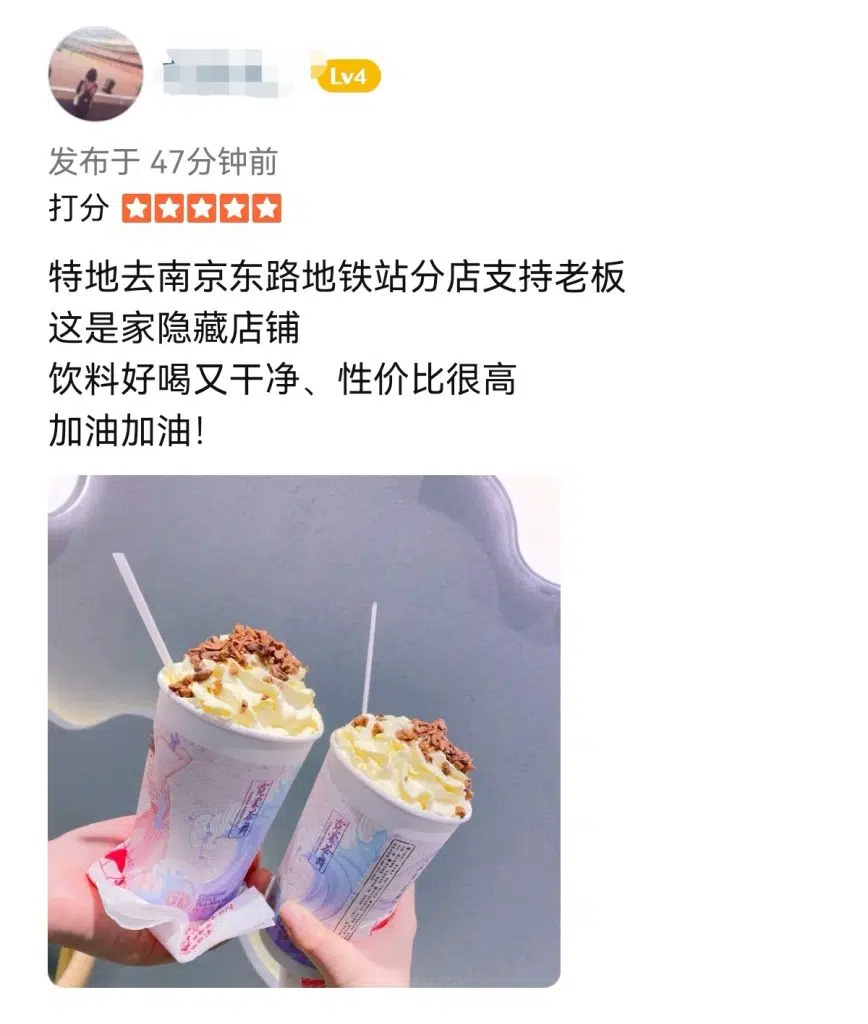 Lv4
发布于 47分钟前
打分
特地去南京东路地铁站分店支持老板
这是家隐藏店铺
饮料好喝又干净、性价比很高
加油加油！